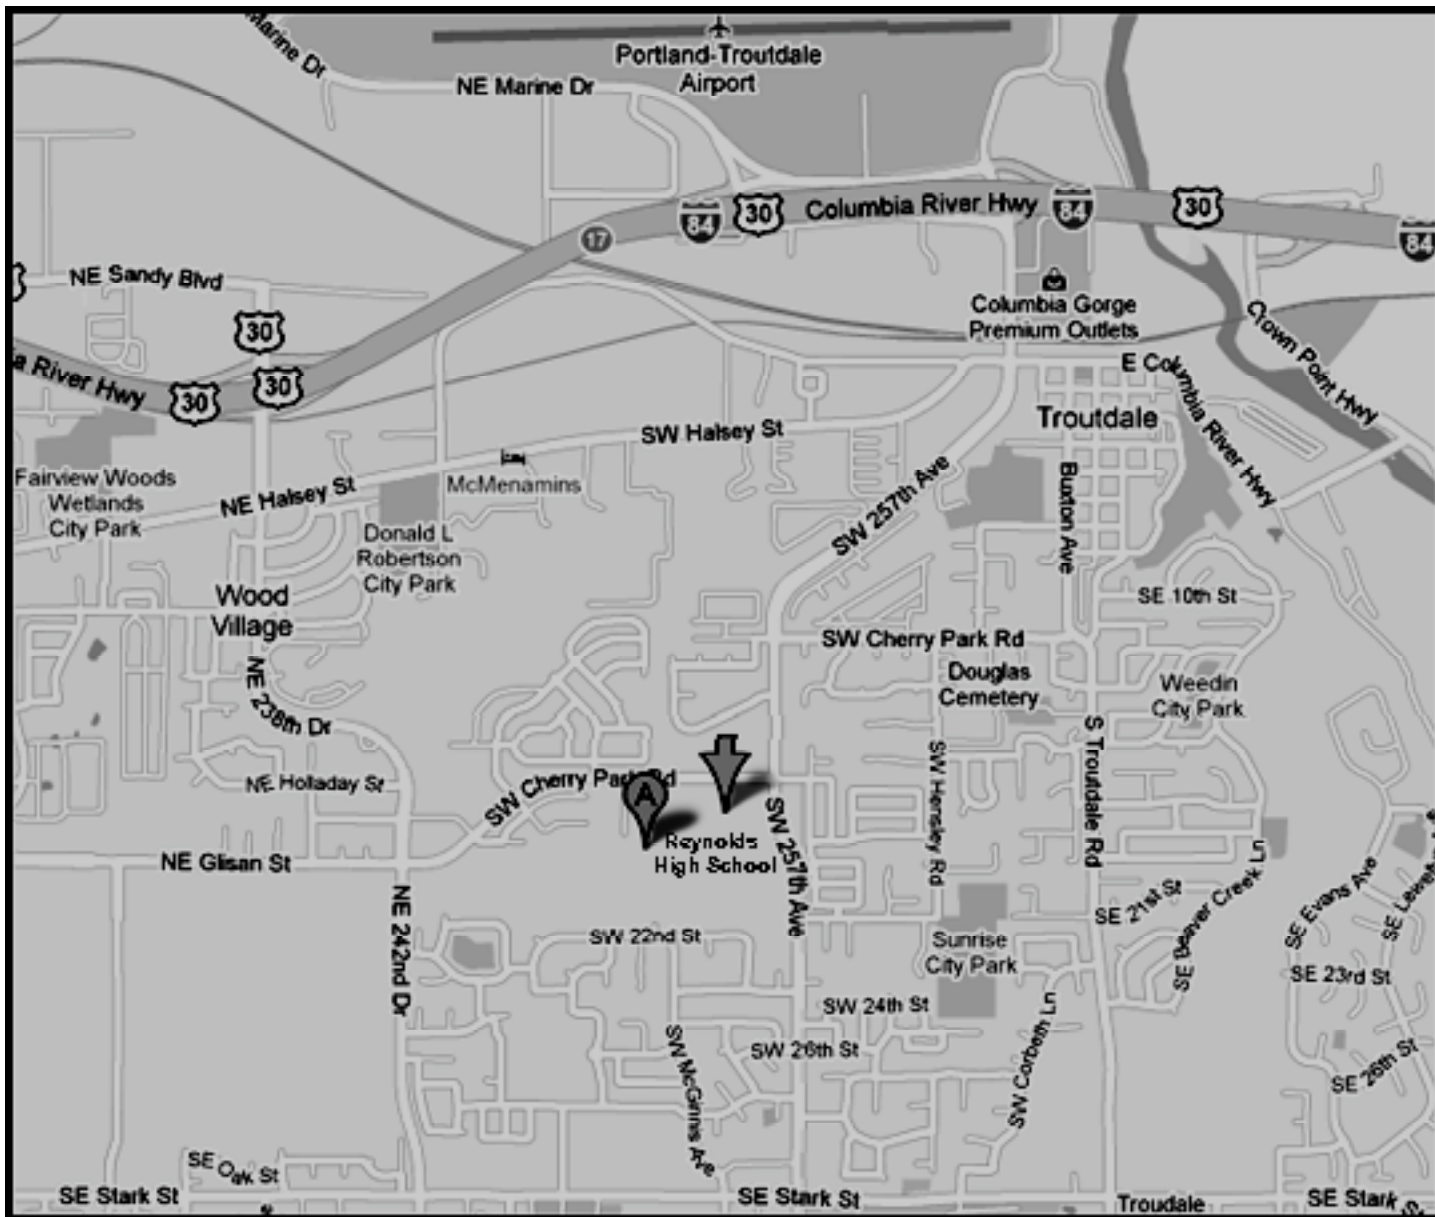 Marine Dr
Portland-Troutdale
Airport
NE Marine Dr
84
30
Columbia River Hwy
84
30
84
17
NE Sandy Blvd
30
Columbia Gorge
Premium Outlets
Crown Point Hwy
a River Hwy
30
30
E Columbia River Hwy
Troutdale
SW Halsey St
Fairview Woods
Wetlands
City Park
NE Halsey St
McMenamins
SW 257th Ave
Buxton Ave
Donald L
Robertson
City Park
Wood
Village
SE 10th St
SW Cherry Park Rd
Douglas
Cemetery
Weedin
City Park
NE 238th Dr
S Troutdale Rd
SW Hensley Rd
NE Holladay St
SW Cherry Park Rd
A
Reynolds
High School
SW 257th Ave
NE Glisan St
NE 242nd Dr
SE 21st St
SE Beaver Creek Ln
SE Evans Ave
SW 22nd St
Sunrise
City Park
SE 23rd St
SW 24th St
SW 26th St
SW Corbeth Ln
SE 26th St
SW McGinnis Ave
SE Oak St
SE Stark St
SE Stark St
Troudale
SE Stark St